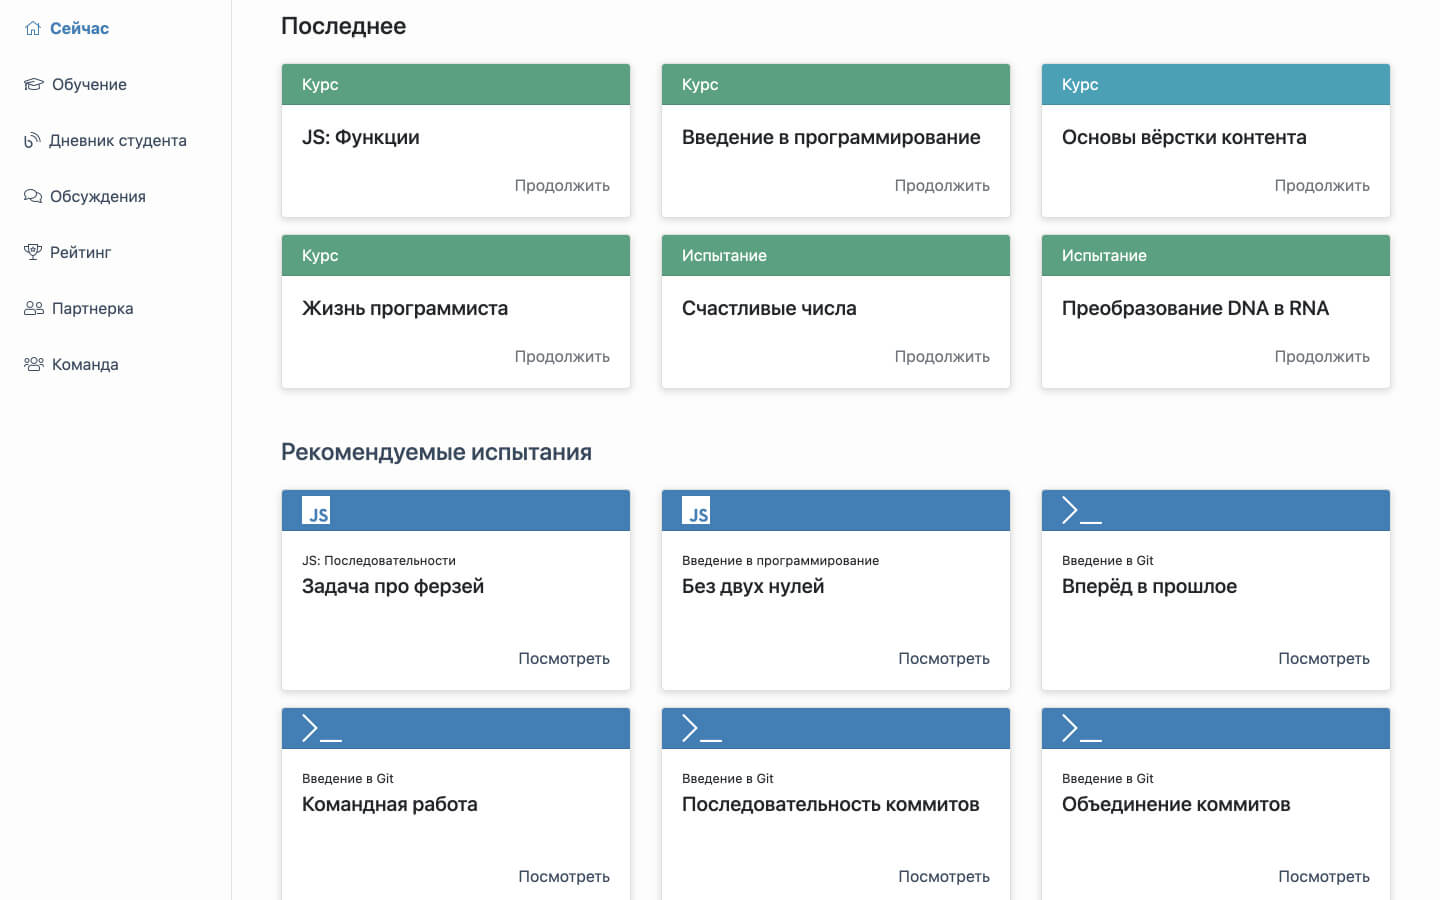 Сейчас
Обучение
Дневник студента
Обсуждения
Рейтинг
Партнерка
Команда
Последнее
Курс
JS: Функции
Продолжить
Курс
Введение в программирование
Продолжить
Курс
Основы вёрстки контента
Продолжить
Курс
Жизнь программиста
Продолжить
Испытание
Счастливые числа
Продолжить
Испытание
Преобразование DNA в RNA
Продолжить
Рекомендуемые испытания
JS
JS: Последовательности
Задача про ферзей
Посмотреть
JS
Введение в программирование
Без двух нулей
Посмотреть
Введение в Git
Вперёд в прошлое
Посмотреть
Введение в Git
Командная работа
Посмотреть
Введение в Git
Последовательность коммитов
Посмотреть
Введение в Git
Объединение коммитов
Посмотреть